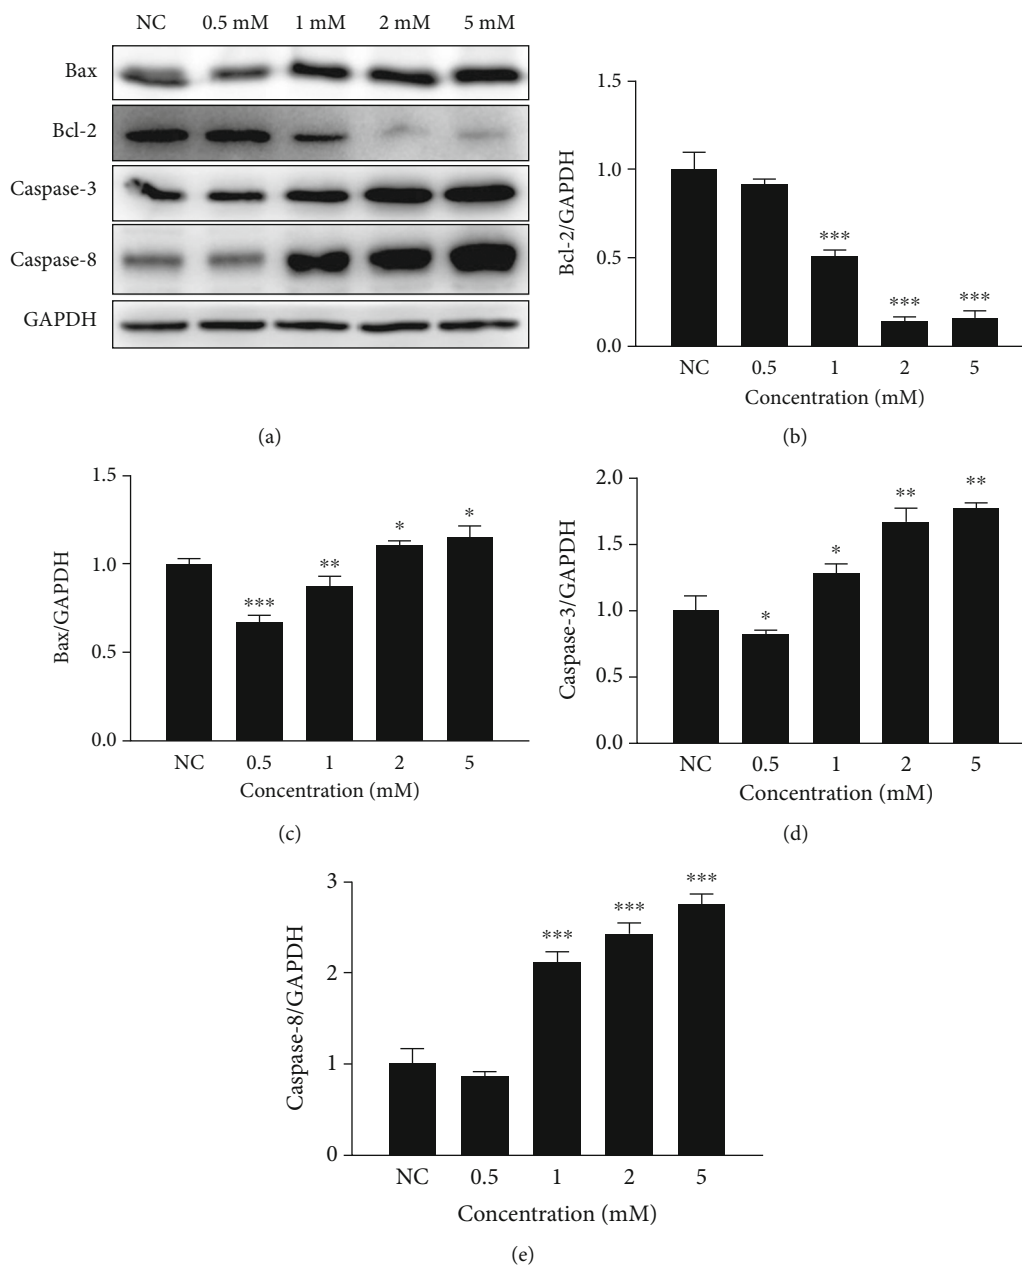 NC 0.5 mM 1 mM 2 mM 5 mM
Bax
Bcl-2
Caspase-3
Caspase-8
GAPDH
(a)
Bcl-2/GAPDH
1.5
1.0
0.5
0.0
***
***
***
NC 0.5 1 2 5
Concentration (mM)
(b)
Bax/GAPDH
1.5
1.0
0.5
0.0
***
**
*
*
NC 0.5 1 2 5
Concentration (mM)
(c)
Caspase-3/GAPDH
2.0
1.5
1.0
0.5
0.0
*
*
**
**
NC 0.5 1 2 5
Concentration (mM)
(d)
Caspase-8/GAPDH
3
2
1
0
***
***
***
NC 0.5 1 2 5
Concentration (mM)
(e)